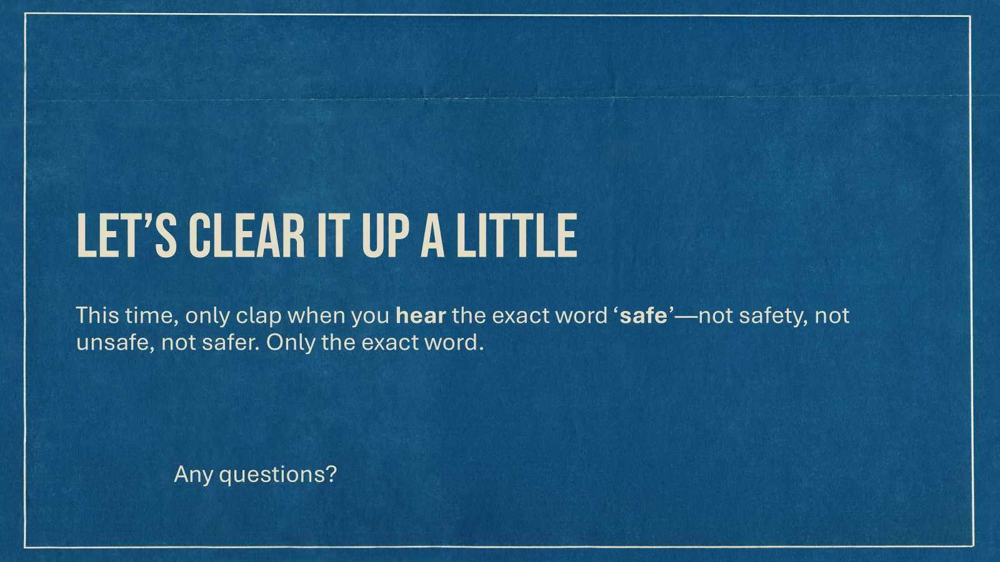 LET’S CLEAR IT UP A LITTLE
This time, only clap when you hear the exact word ‘safe’—not safety, not
unsafe, not safer. Only the exact word.
Any questions?